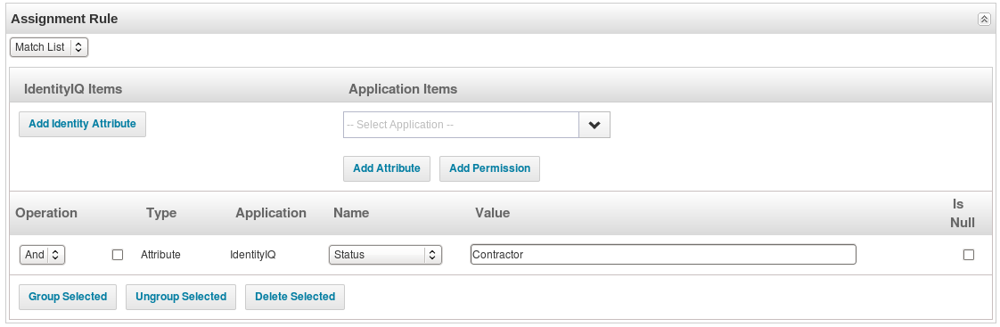 Assignment Rule
Match List
IdentityIQ Items Application Items
Add Identity Attribute -- Select Application --
Add Attribute Add Permission
Operation Type Application Name Value Is Null
And Attribute IdentityIQ Status Contractor
Group Selected Ungroup Selected Delete Selected